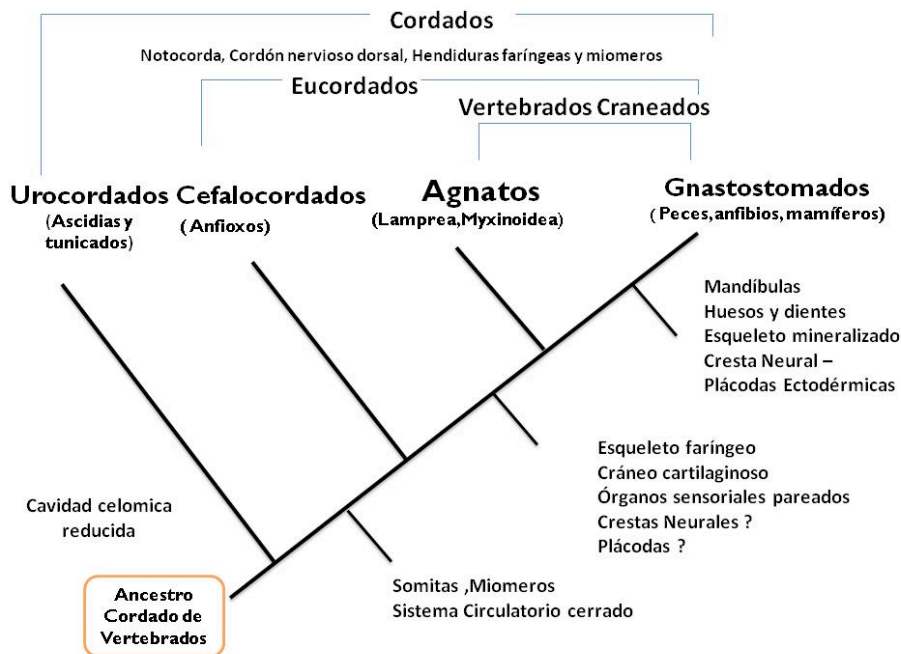 Cordados
Notocorda, Cordón nervioso dorsal, Hendiduras faríngeas y miomeros
Eucordados
Vertebrados Craneados
Urocordados
(Ascidias y
tunicados)
Cefalocordados
( Anfioxos)
Agnatos
(Lamprea,Myxinoidea)
Gnastostomados
( Peces,anfibios,mamíferos)
Mandíbulas
Huesos y dientes
Esqueleto mineralizado
Cresta Neural –
Plácodas Ectodérmicas
Esqueleto faríngeo
Cráneo cartilaginoso
Órganos sensoriales pareados
Crestas Neurales ?
Plácodas ?
Cavidad celomica
reducida
Somitas ,Miomeros
Sistema Circulatorio cerrado
Ancestro
Cordado de
Vertebrados